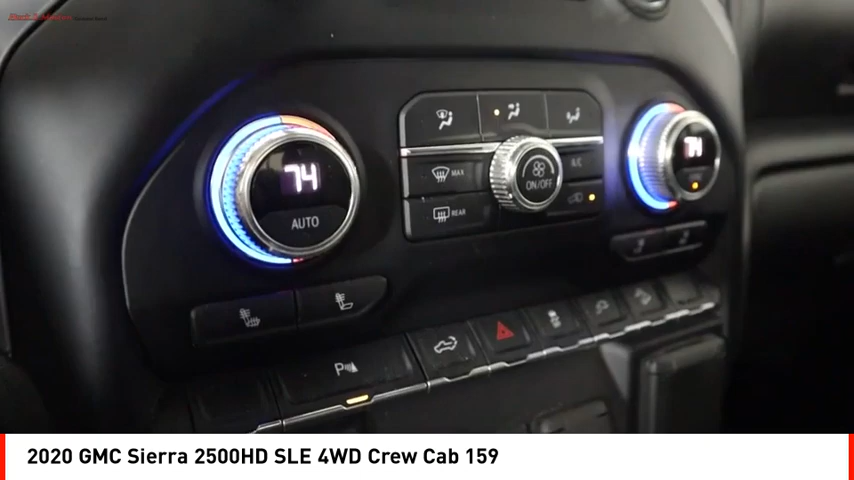 74
AUTO
MAX
REAR
ON/OFF
A/C
74
P
2020 GMC Sierra 2500HD SLE 4WD Crew Cab 159